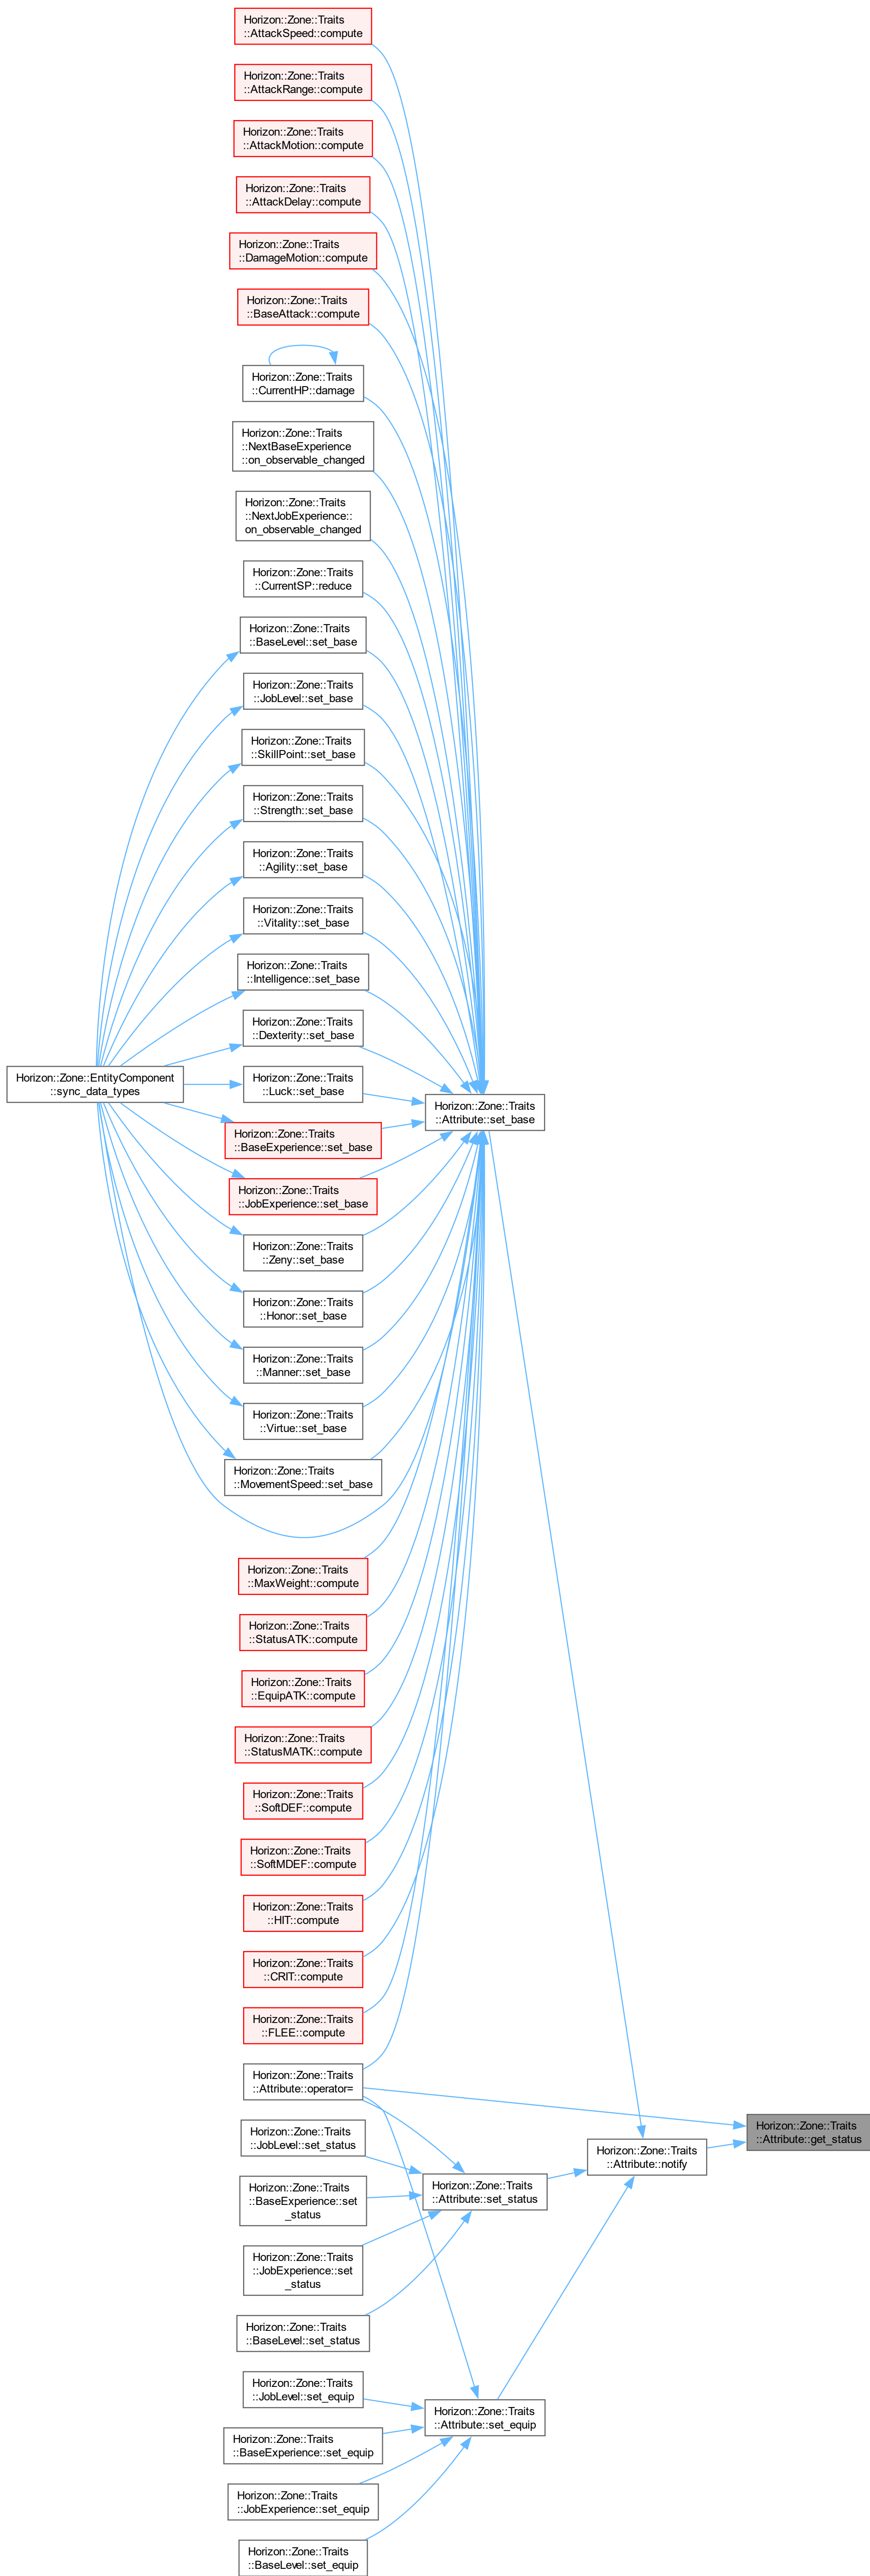 Horizon::Zone::Traits
::AttackSpeed::compute
Horizon::Zone::Traits
::AttackRange::compute
Horizon::Zone::Traits
::AttackMotion::compute
Horizon::Zone::Traits
::AttackDelay::compute
Horizon::Zone::Traits
::DamageMotion::compute
Horizon::Zone::Traits
::BaseAttack::compute
Horizon::Zone::Traits
::CurrentHP::damage
Horizon::Zone::Traits
::NextBaseExperience
::on_observable_changed
Horizon::Zone::Traits
::NextJobExperience::
on_observable_changed
Horizon::Zone::Traits
::CurrentSP::reduce
Horizon::Zone::Traits
::BaseLevel::set_base
Horizon::Zone::Traits
::JobLevel::set_base
Horizon::Zone::Traits
::SkillPoint::set_base
Horizon::Zone::Traits
::Strength::set_base
Horizon::Zone::Traits
::Agility::set_base
Horizon::Zone::Traits
::Vitality::set_base
Horizon::Zone::Traits
::Intelligence::set_base
Horizon::Zone::Traits
::Dexterity::set_base
Horizon::Zone::EntityComponent
::sync_data_types
Horizon::Zone::Traits
::Luck::set_base
Horizon::Zone::Traits
::Attribute::set_base
Horizon::Zone::Traits
::BaseExperience::set_base
Horizon::Zone::Traits
::JobExperience::set_base
Horizon::Zone::Traits
::Zeny::set_base
Horizon::Zone::Traits
::Honor::set_base
Horizon::Zone::Traits
::Manner::set_base
Horizon::Zone::Traits
::Virtue::set_base
Horizon::Zone::Traits
::MovementSpeed::set_base
Horizon::Zone::Traits
::MaxWeight::compute
Horizon::Zone::Traits
::StatusATK::compute
Horizon::Zone::Traits
::EquipATK::compute
Horizon::Zone::Traits
::StatusMATK::compute
Horizon::Zone::Traits
::SoftDEF::compute
Horizon::Zone::Traits
::SoftMDEF::compute
Horizon::Zone::Traits
::HIT::compute
Horizon::Zone::Traits
::CRIT::compute
Horizon::Zone::Traits
::FLEE::compute
Horizon::Zone::Traits
::Attribute::operator=
Horizon::Zone::Traits
::Attribute::get_status
Horizon::Zone::Traits
::JobLevel::set_status
Horizon::Zone::Traits
::Attribute::notify
Horizon::Zone::Traits
::BaseExperience::set
_status
Horizon::Zone::Traits
::Attribute::set_status
Horizon::Zone::Traits
::JobExperience::set
_status
Horizon::Zone::Traits
::BaseLevel::set_status
Horizon::Zone::Traits
::JobLevel::set_equip
Horizon::Zone::Traits
::Attribute::set_equip
Horizon::Zone::Traits
::BaseExperience::set_equip
Horizon::Zone::Traits
::JobExperience::set_equip
Horizon::Zone::Traits
::BaseLevel::set_equip